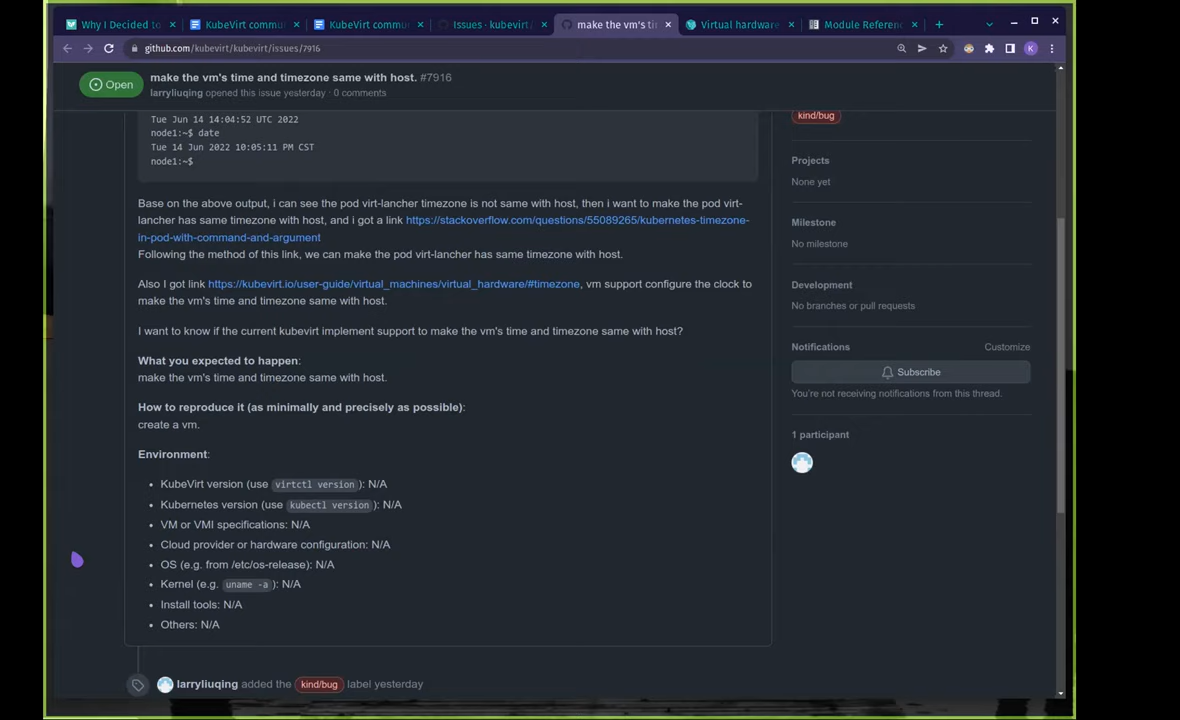 Why I Decided to
KubeVirt commu
KubeVirt commu
Issues · kubevirt/
make the vm's ti
Virtual hardware
Module Referenc
github.com/kubevirt/kubevirt/issues/7916
K
Open
make the vm's time and timezone same with host. #7916
larryliuqing opened this issue yesterday · 0 comments
Tue Jun 14 14:04:52 UTC 2022
node1:~$ date
Tue 14 Jun 2022 10:05:11 PM CST
node1:~$
Base on the above output, i can see the pod virt-lancher timezone is not same with host, then i want to make the pod virt-
lancher has same timezone with host, and i got a link https://stackoverflow.com/questions/55089265/kubernetes-timezone-
in-pod-with-command-and-argument
Following the method of this link, we can make the pod virt-lancher has same timezone with host.
Also I got link https://kubevirt.io/user-guide/virtual_machines/virtual_hardware/#timezone, vm support configure the clock to
make the vm's time and timezone same with host.
I want to know if the current kubevirt implement support to make the vm's time and timezone same with host?
What you expected to happen:
make the vm's time and timezone same with host.
How to reproduce it (as minimally and precisely as possible):
create a vm.
Environment:
• KubeVirt version (use virtctl version): N/A
• Kubernetes version (use kubectl version): N/A
• VM or VMI specifications: N/A
• Cloud provider or hardware configuration: N/A
• OS (e.g. from /etc/os-release): N/A
• Kernel (e.g. uname -a): N/A
• Install tools: N/A
• Others: N/A
larryliuqing added the kind/bug label yesterday
kind/bug
Projects
None yet
Milestone
No milestone
Development
No branches or pull requests
Notifications
Customize
Subscribe
You're not receiving notifications from this thread.
1 participant